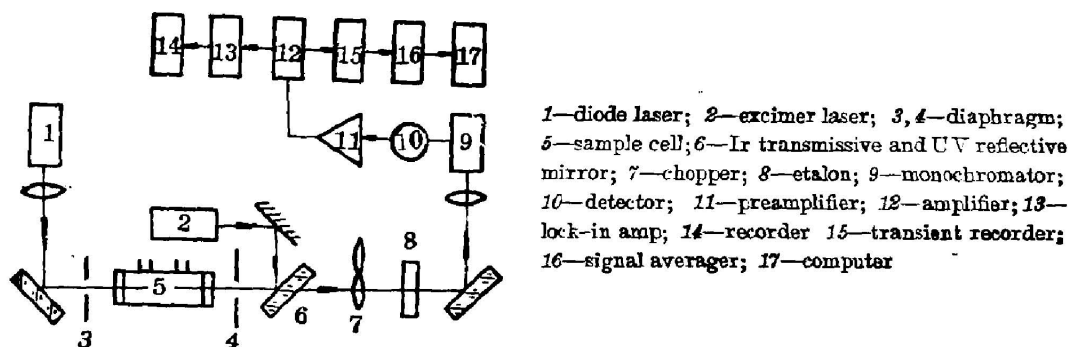 14 13 12 15 16 17
1 11 10 9
2 8
5 6 7
3 4
1—diode laser; 2—excimer laser; 3,4—diaphragm;
5—sample cell; 6—Ir transmissive and UV reflective
mirror; 7—chopper; 8—etalon; 9—monochromator;
10—detector; 11—preamplifier; 12—amplifier; 13—
lock-in amp; 14—recorder 15—transient recorder;
16—signal averager; 17—computer